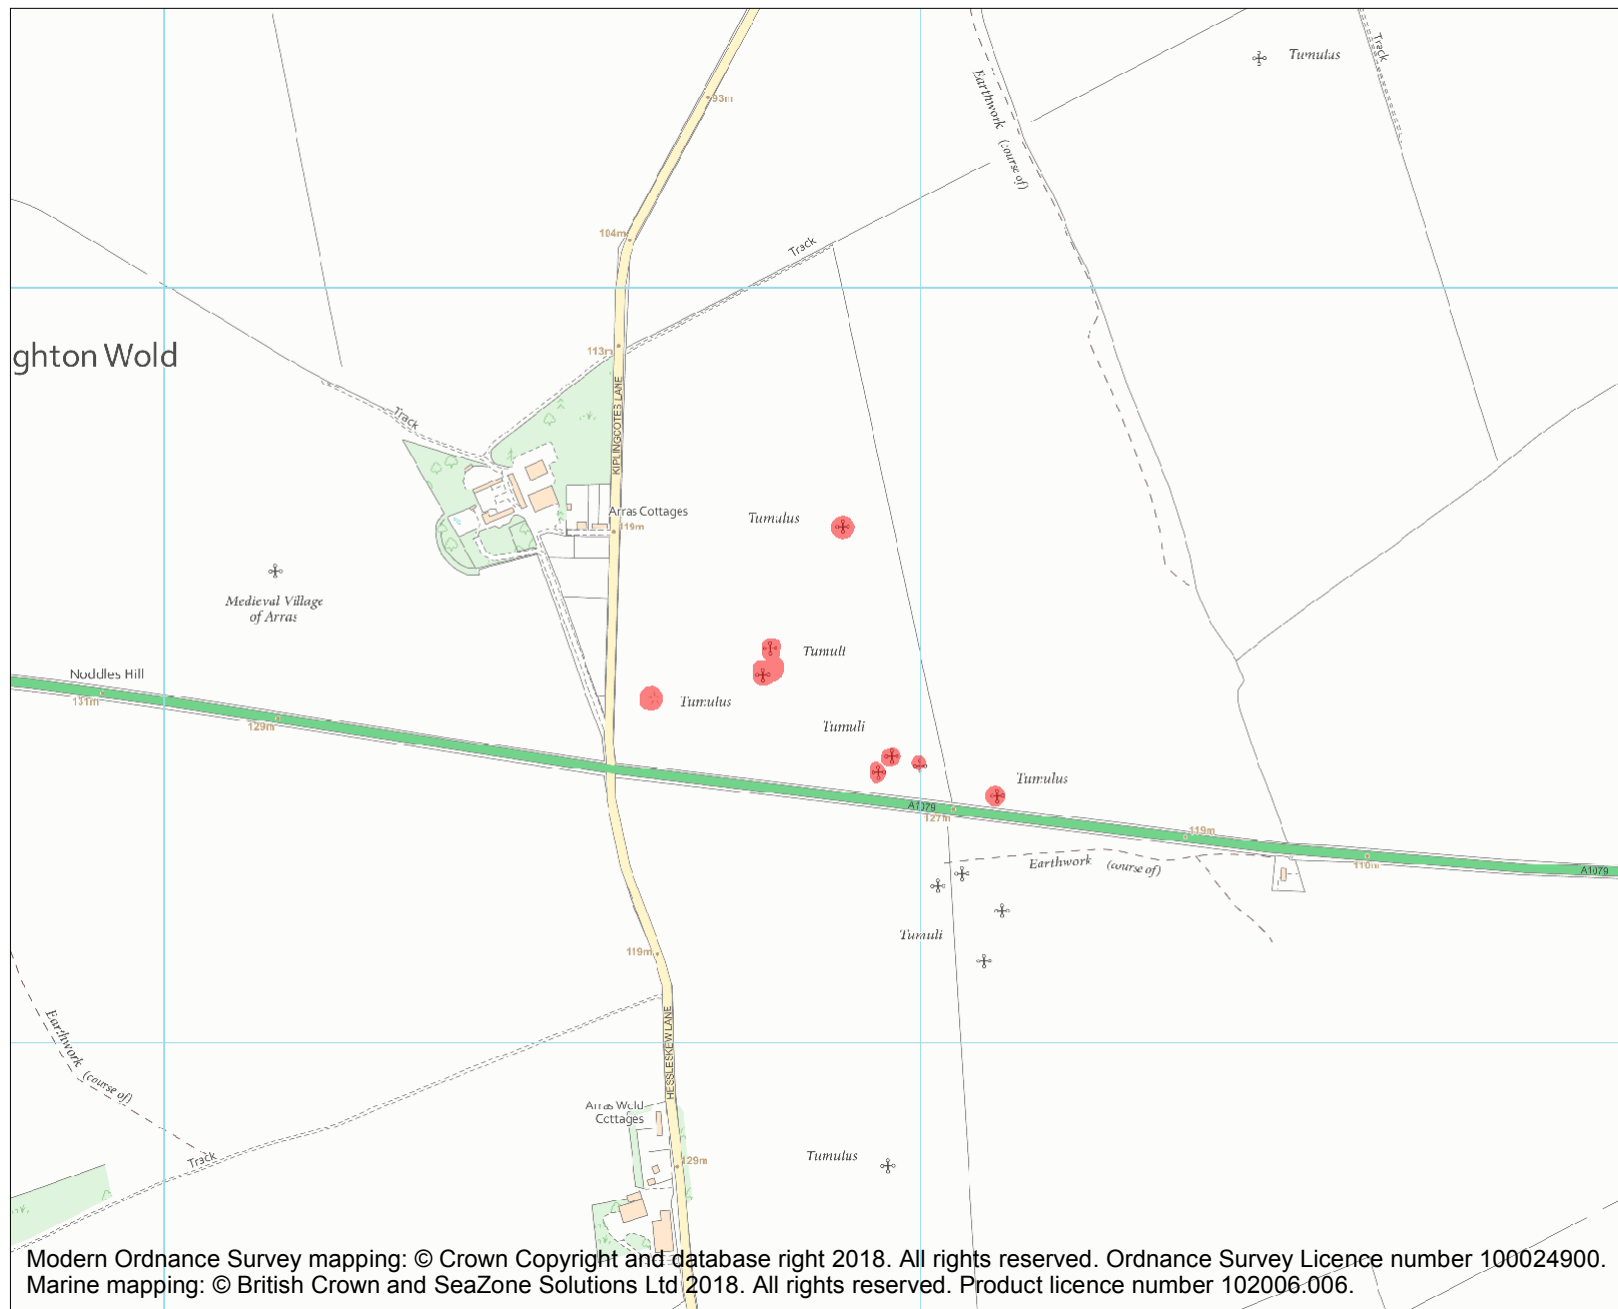 Tumulus
Track
Earthwork (course of)
93m
104m
Track
113m
ghton Wold
KIPLINGCOTES LANE
Track
Arras Cottages
119m
Tumulus
Medieval Village
of Arras
Tumuli
Noddles Hill
131m
Tumulus
129m
Tumuli
Tumulus
A1079
127m
119m
Earthwork (course of)
110m
A1079
Tumuli
119m
Earthwork (course of)
HESSLESKEW LANE
Arras Wold
Cottages
Track
129m
Tumulus
Modern Ordnance Survey mapping: © Crown Copyright and database right 2018. All rights reserved. Ordnance Survey Licence number 100024900.
Marine mapping: © British Crown and SeaZone Solutions Ltd 2018. All rights reserved. Product licence number 102006.006.